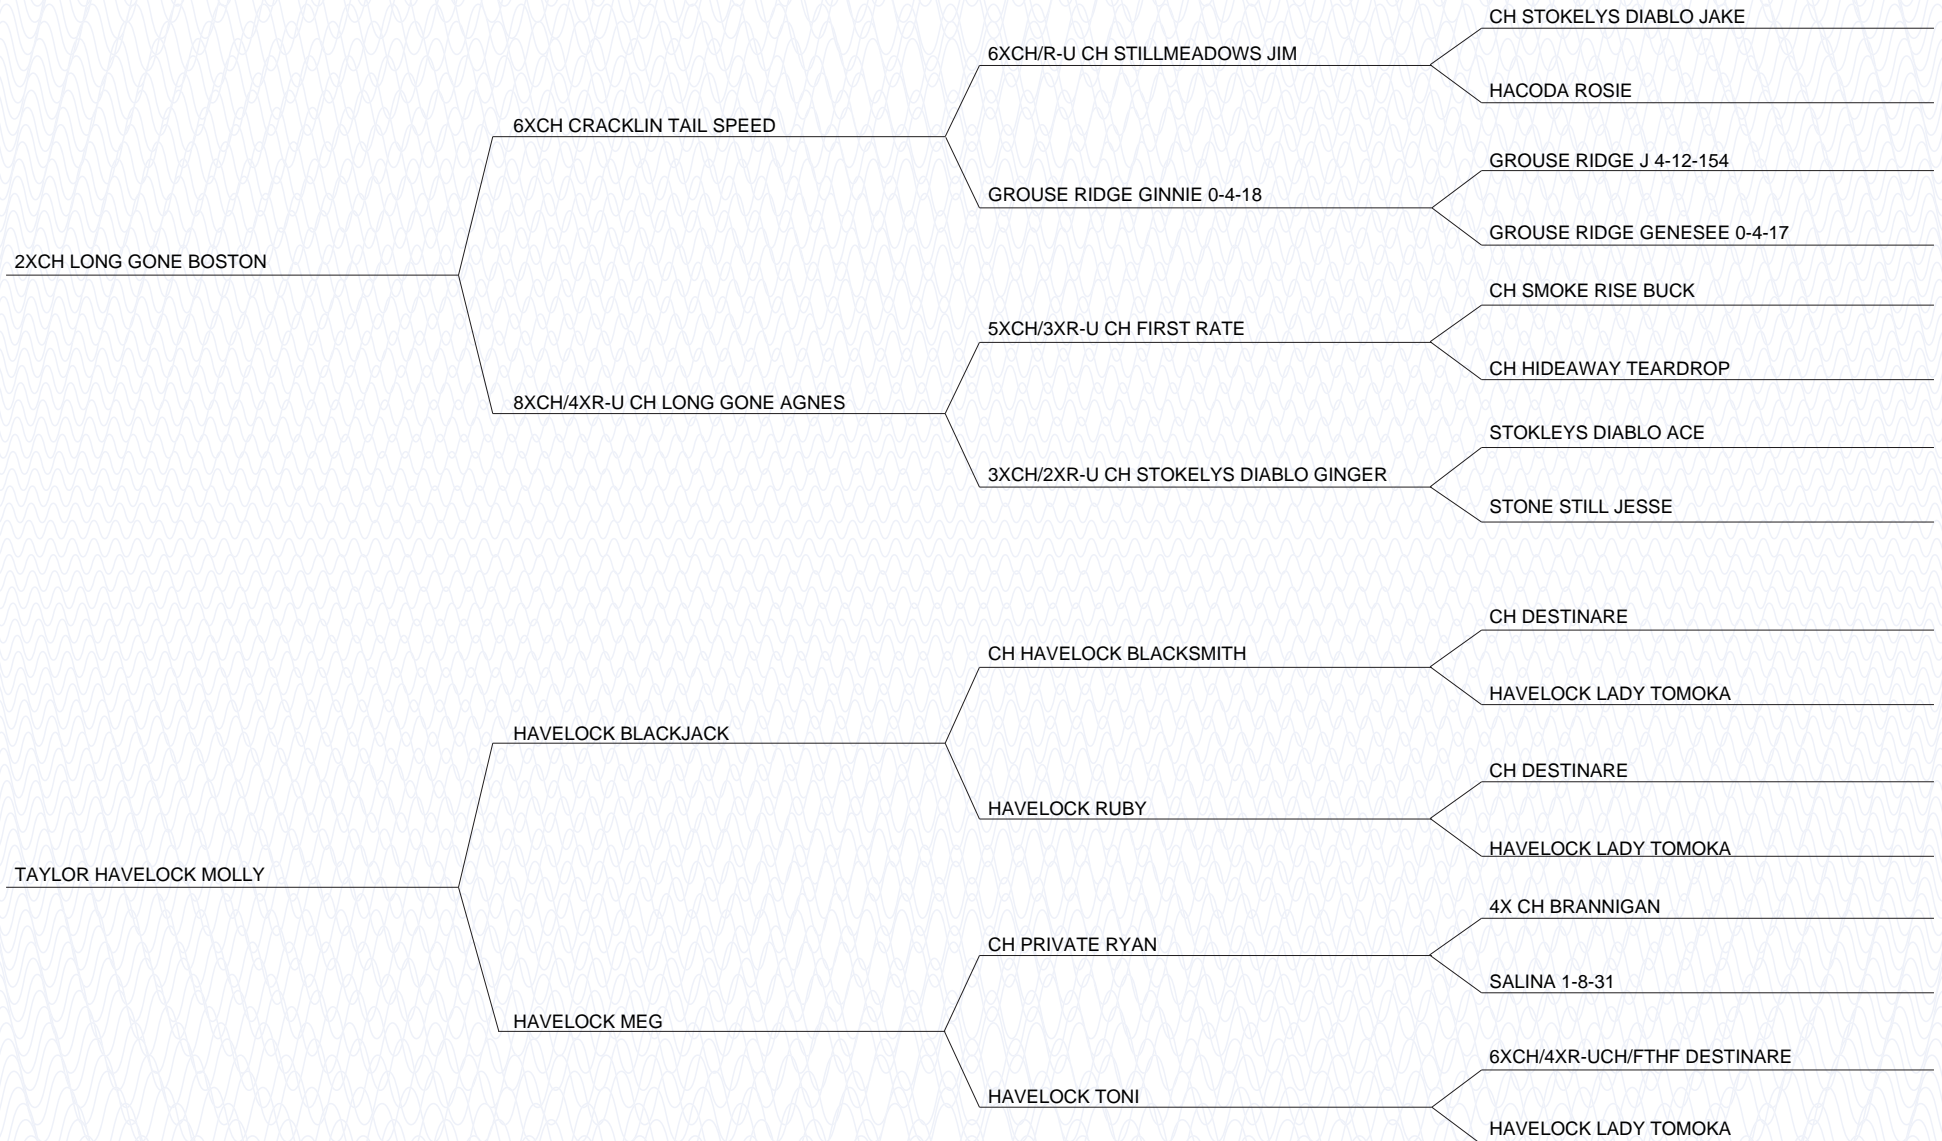 CH STOKELYS DIABLO JAKE
6XCH/R-U CH STILLMEADOWS JIM
HACODA ROSIE
6XCH CRACKLIN TAIL SPEED
GROUSE RIDGE J 4-12-154
GROUSE RIDGE GINNIE 0-4-18
GROUSE RIDGE GENESEE 0-4-17
2XCH LONG GONE BOSTON
CH SMOKE RISE BUCK
5XCH/3XR-U CH FIRST RATE
CH HIDEAWAY TEARDROP
8XCH/4XR-U CH LONG GONE AGNES
STOKLEYS DIABLO ACE
3XCH/2XR-U CH STOKELYS DIABLO GINGER
STONE STILL JESSE
CH DESTINARE
CH HAVELOCK BLACKSMITH
HAVELOCK LADY TOMOKA
HAVELOCK BLACKJACK
CH DESTINARE
HAVELOCK RUBY
HAVELOCK LADY TOMOKA
TAYLOR HAVELOCK MOLLY
4X CH BRANNIGAN
CH PRIVATE RYAN
SALINA 1-8-31
HAVELOCK MEG
6XCH/4XR-UCH/FTHF DESTINARE
HAVELOCK TONI
HAVELOCK LADY TOMOKA